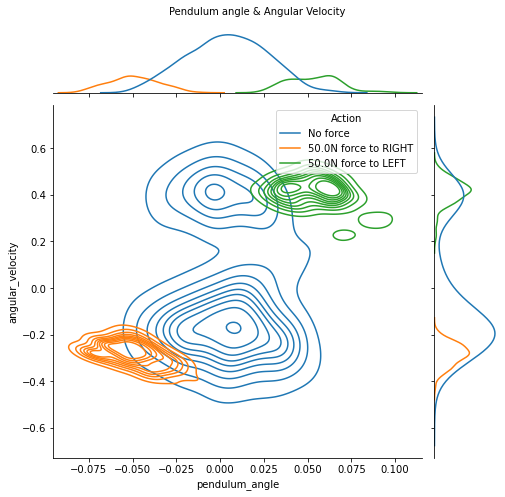 Pendulum angle & Angular Velocity
Action
No force
50.0N force to RIGHT
50.0N force to LEFT
angular_velocity
0.6
0.4
0.2
0.0
−0.2
−0.4
−0.6
−0.075
−0.050
−0.025
0.000
0.025
0.050
0.075
0.100
pendulum_angle